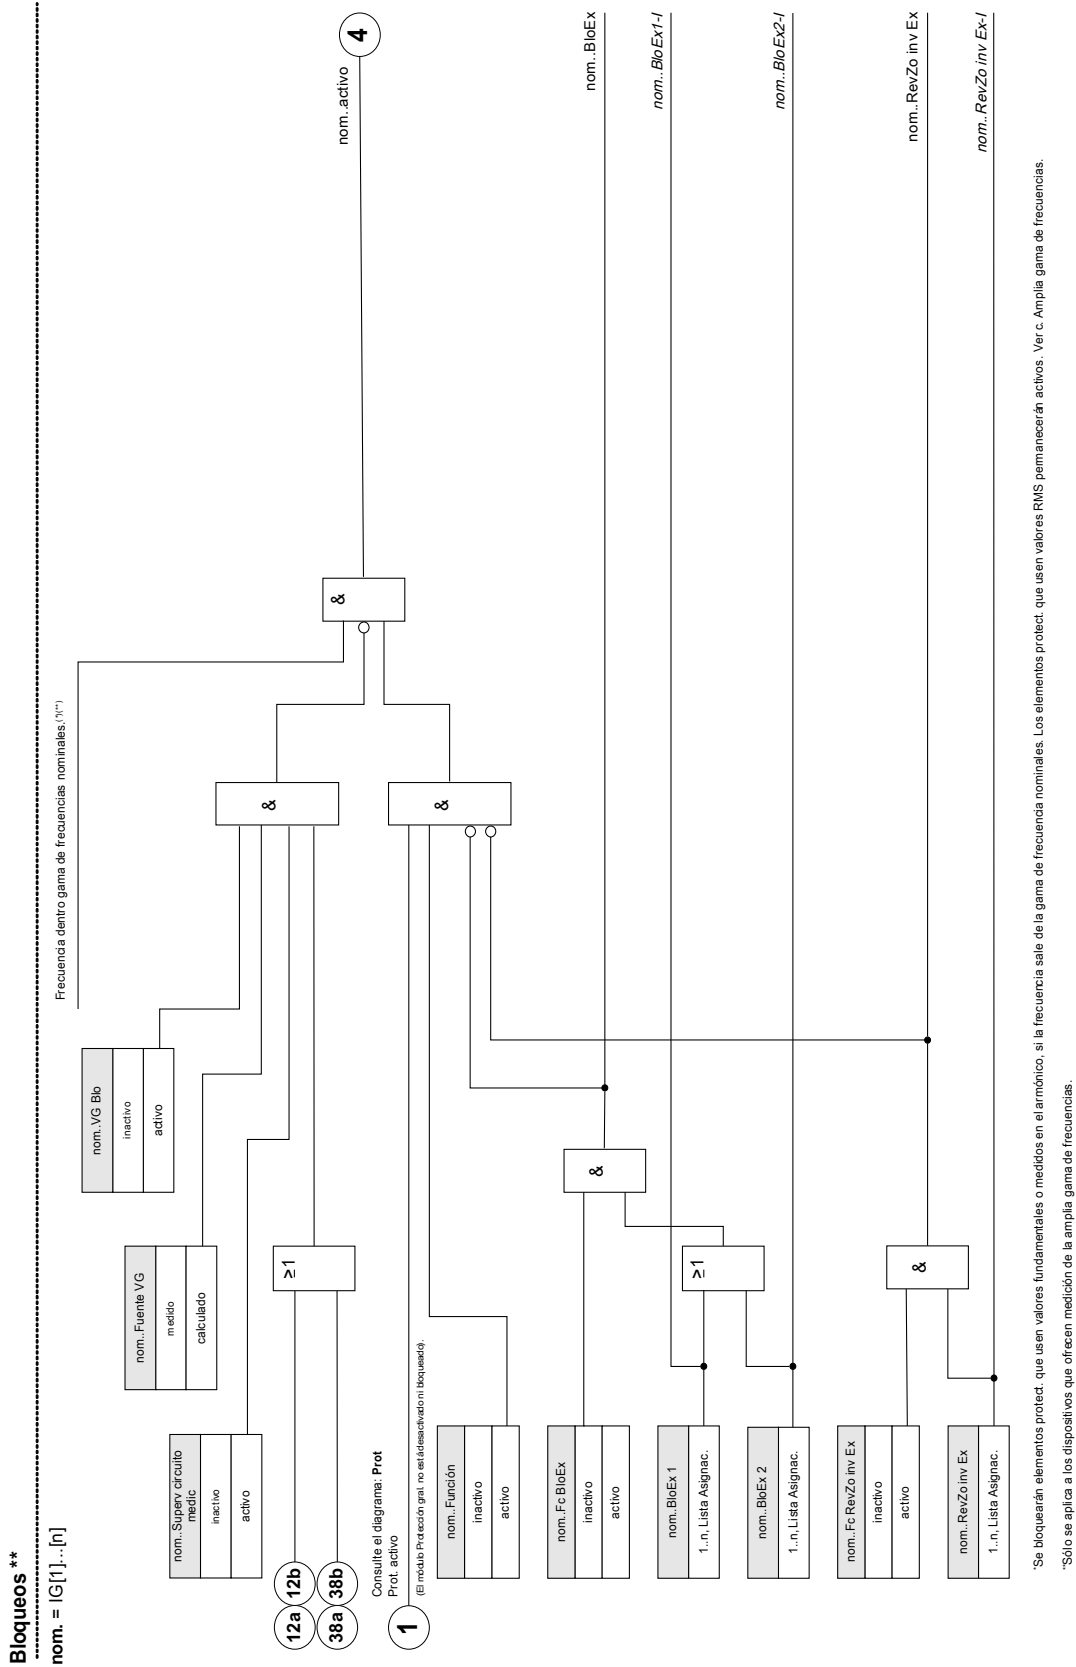 Bloqueos **
nom. = IG[1]...[n]
Frecuencia dentro gama de frecuencias nominales.(*)(**)
nom..VG Blo
inactivo
activo
nom..Fuente VG
medido
calculado
nom..Superv circuito
medic
inactivo
activo
12a
12b
38a
38b
≥1
&
&
nom..activo
4
Consulte el diagrama: Prot
Prot. activo
1
(El módulo Protección gral. no está desactivado ni bloqueado).
&
nom..Función
inactivo
activo
nom..Fc BloEx
inactivo
activo
&
nom..BloEx
nom..BloEx 1
1..n, Lista Asignac.
≥1
nom..BloEx1-I
nom..BloEx 2
1..n, Lista Asignac.
nom..BloEx2-I
nom..Fc RevZo inv Ex
inactivo
activo
&
nom..RevZo inv Ex
nom..RevZo inv Ex
1..n, Lista Asignac.
nom..RevZo inv Ex-I
*Se bloquearán elementos protect. que usen valores fundamentales o medidos en el armónico, si la frecuencia sale de la gama de frecuencia nominales. Los elementos protect. que usen valores RMS permanecerán activos. Ver c. Amplia gama de frecuencias.
**Sólo se aplica a los dispositivos que ofrecen medición de la amplia gama de frecuencias.